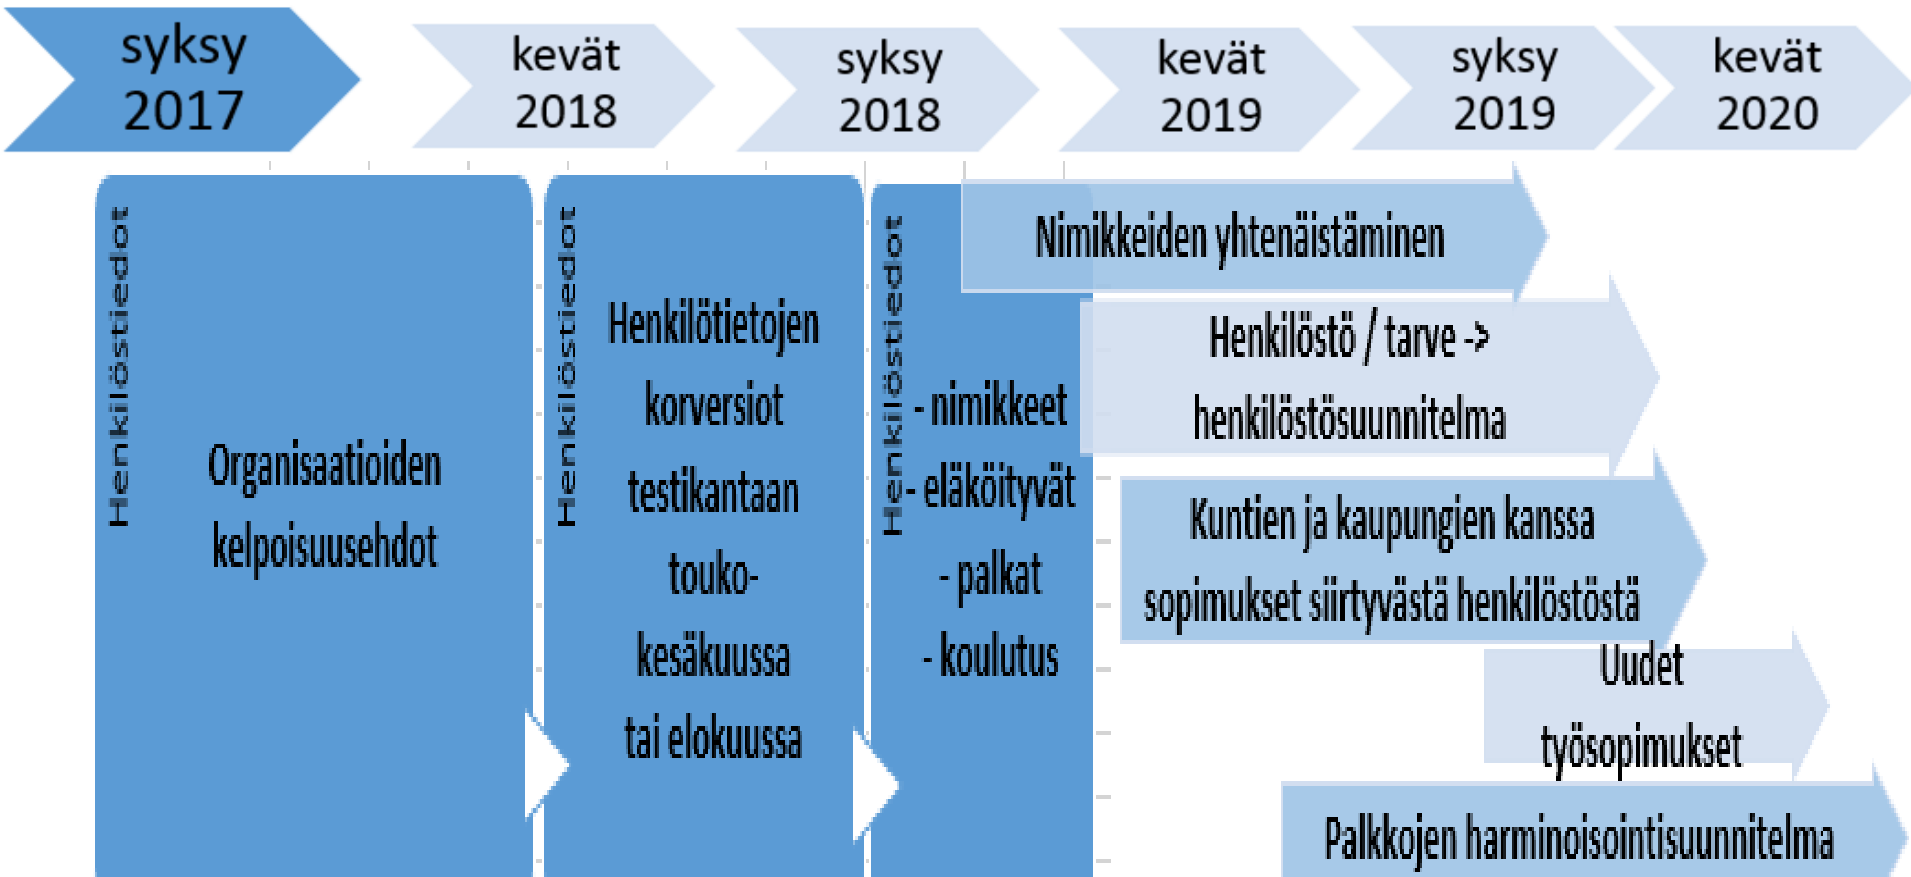 syksy
2017
kevät
2018
syksy
2018
kevät
2019
syksy
2019
kevät
2020
Henkilöstiedot
Organisaatioiden
kelpoisuusehdot
Henkilöstiedot
Henkilötietojen
korversiot
testikantaan
touko-
kesäkuussa
tai elokuussa
Henkilöstiedot
- nimikkeet
- eläköityvät
- palkat
- koulutus
Nimikkeiden yhtenäistäminen
Henkilöstö / tarve ->
henkilöstösuunnitelma
Kuntien ja kaupungien kanssa
sopimukset siirtyvästä henkilöstöstä
Uudet
työsopimukset
Palkkojen harminoisointisuunnitelma